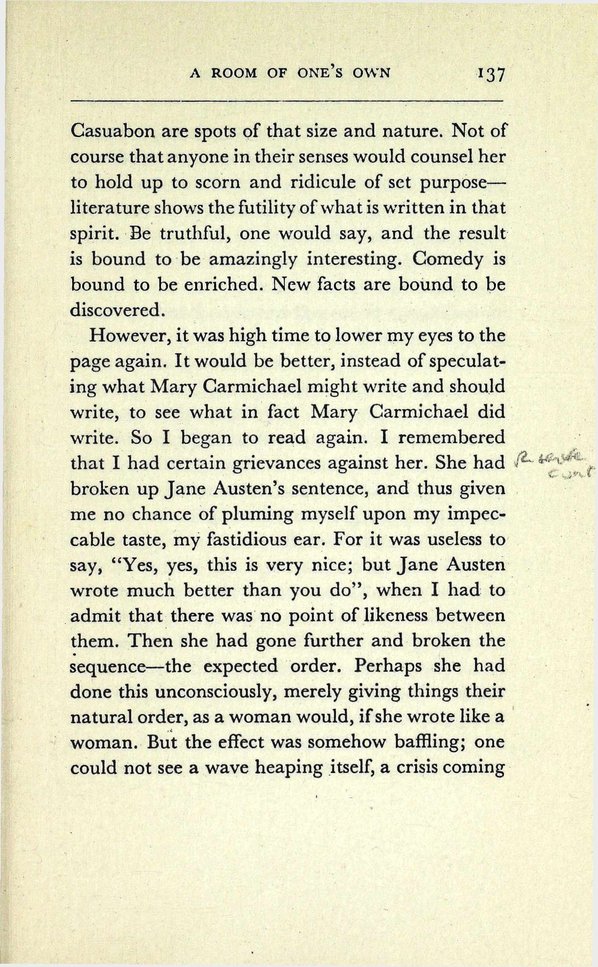 A ROOM OF ONE'S OWN 137
Casuabon are spots of that size and nature. Not of
course that anyone in their senses would counsel her
to hold up to scorn and ridicule of set purpose—
literature shows the futility of what is written in that
spirit. Be truthful, one would say, and the result
is bound to be amazingly interesting. Comedy is
bound to be enriched. New facts are bound to be
discovered.
However, it was high time to lower my eyes to the
page again. It would be better, instead of speculat-
ing what Mary Carmichael might write and should
write, to see what in fact Mary Carmichael did
write. So I began to read again. I remembered
that I had certain grievances against her. She had
broken up Jane Austen's sentence, and thus given
me no chance of pluming myself upon my impec-
cable taste, my fastidious ear. For it was useless to
say, “Yes, yes, this is very nice; but Jane Austen
wrote much better than you do”, when I had to
admit that there was no point of likeness between
them. Then she had gone further and broken the
sequence—the expected order. Perhaps she had
done this unconsciously, merely giving things their
natural order, as a woman would, if she wrote like a
woman. But the effect was somehow baffling; one
could not see a wave heaping itself, a crisis coming